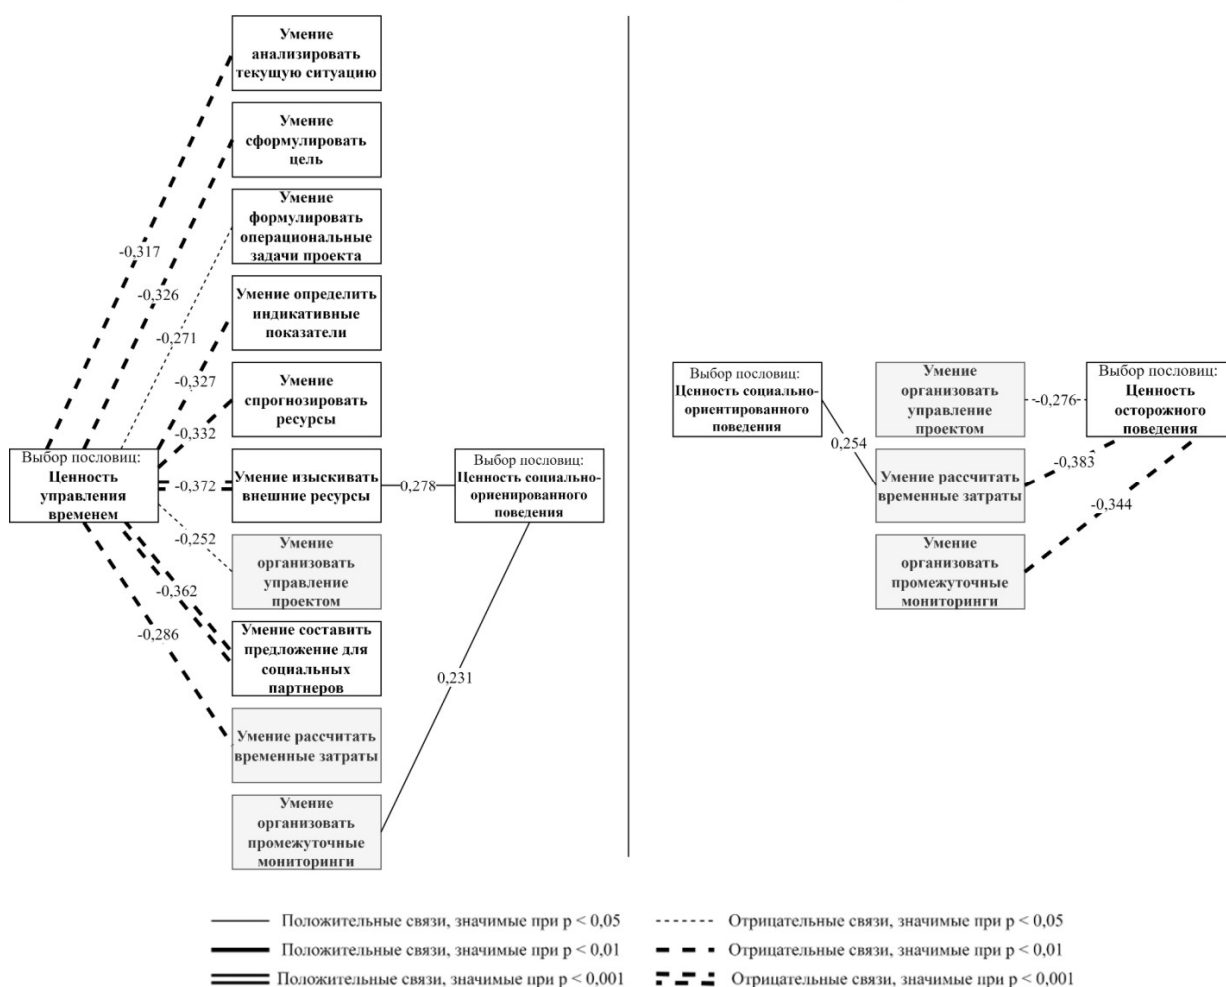 Умение
анализировать
текущую ситуацию
Умение
сформулировать
цель
Умение
формулировать
операциональные
задачи проекта
Умение определить
индикативные
показатели
Умение
спрогнозировать
ресурсы
Умение изыскивать
внешние ресурсы
Умение
организовать
управление
проектом
Умение составить
предложение для
социальных
партнеров
Умение рассчитать
временные затраты
Умение
организовать
промежуточные
мониторинги
Выбор пословиц:
Ценность
управления
временем
-0,317
-0,326
-0,271
-0,327
-0,332
-0,372
-0,252
-0,362
-0,286
0,278
0,231
Выбор пословиц:
Ценность социально-
ориенированного
поведения
Выбор пословиц:
Ценность социально-
ориентированного
поведения
0,254
Умение
организовать
управление
проектом
Умение рассчитать
временные затраты
Умение
организовать
промежуточные
мониторинги
-0,276
-0,383
-0,344
Выбор пословиц:
Ценность
осторожного
поведения
Положительные связи, значимые при p < 0,05
Положительные связи, значимые при p < 0,01
Положительные связи, значимые при p < 0,001
Отрицательные связи, значимые при p < 0,05
Отрицательные связи, значимые при p < 0,01
Отрицательные связи, значимые при p < 0,001